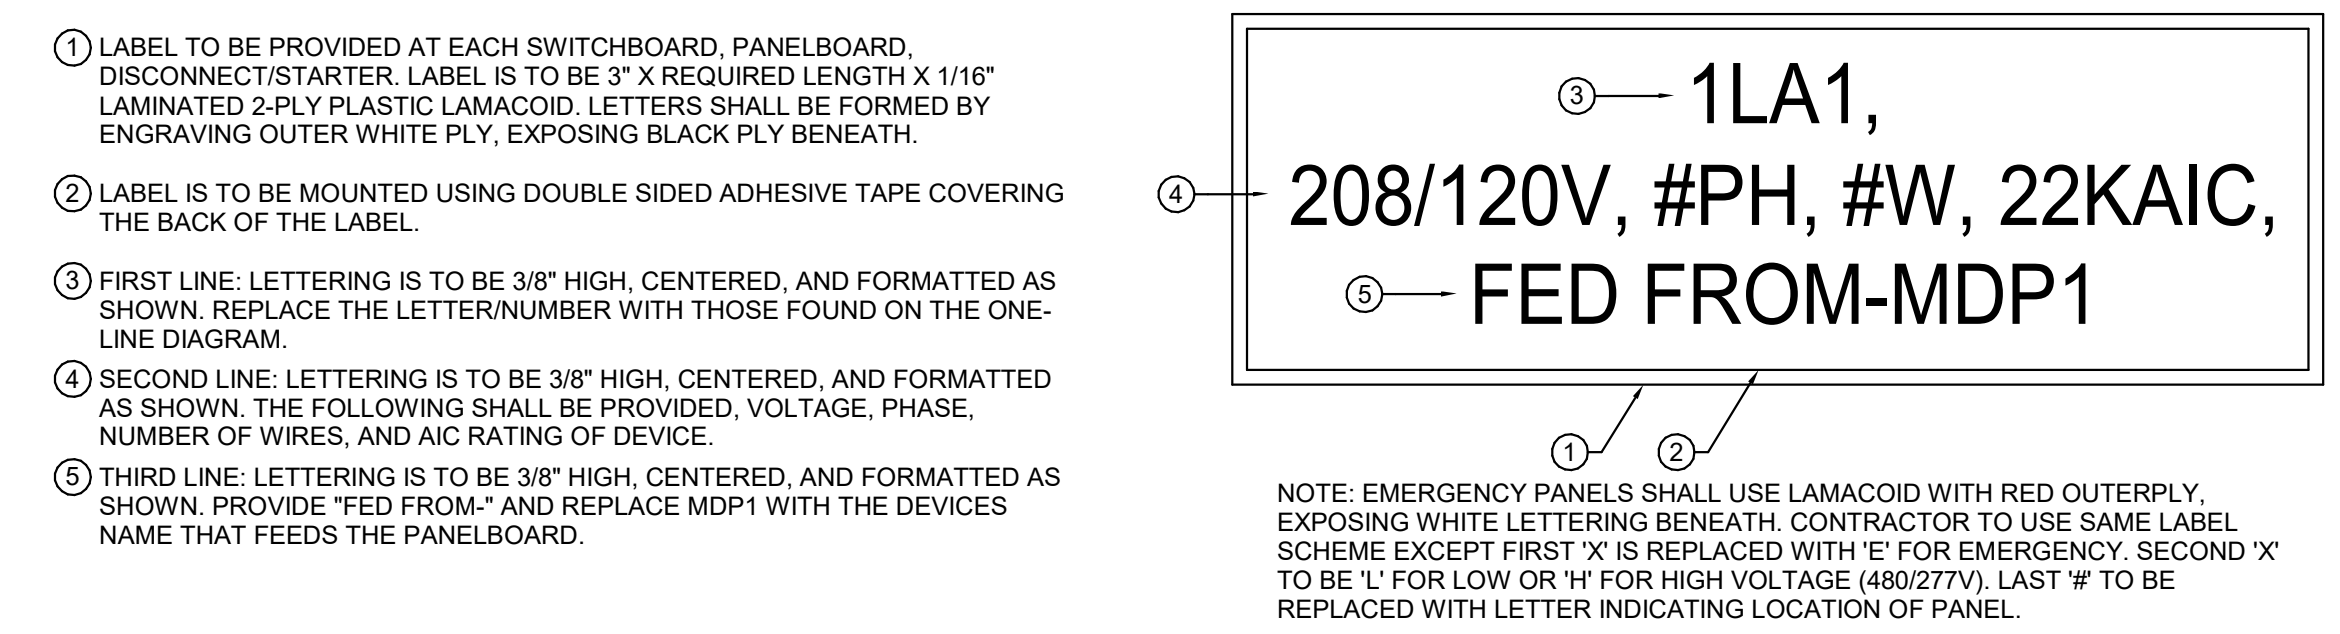 1 LABEL TO BE PROVIDED AT EACH SWITCHBOARD, PANELBOARD,
DISCONNECT/STARTER. LABEL IS TO BE 3" X REQUIRED LENGTH X 1/16"
LAMINATED 2-PLY PLASTIC LAMACOID. LETTERS SHALL BE FORMED BY
ENGRAVING OUTER WHITE PLY, EXPOSING BLACK PLY BENEATH.
2 LABEL IS TO BE MOUNTED USING DOUBLE SIDED ADHESIVE TAPE COVERING
THE BACK OF THE LABEL.
3 FIRST LINE: LETTERING IS TO BE 3/8" HIGH, CENTERED, AND FORMATTED AS
SHOWN. REPLACE THE LETTER/NUMBER WITH THOSE FOUND ON THE ONE-
LINE DIAGRAM.
4 SECOND LINE: LETTERING IS TO BE 3/8" HIGH, CENTERED, AND FORMATTED
AS SHOWN. THE FOLLOWING SHALL BE PROVIDED, VOLTAGE, PHASE,
NUMBER OF WIRES, AND AIC RATING OF DEVICE.
5 THIRD LINE: LETTERING IS TO BE 3/8" HIGH, CENTERED, AND FORMATTED AS
SHOWN. PROVIDE "FED FROM-" AND REPLACE MDP1 WITH THE DEVICES
NAME THAT FEEDS THE PANELBOARD.
3 1LA1,
4 208/120V, #PH, #W, 22KAIC,
5 FED FROM-MDP1
1 2
NOTE: EMERGENCY PANELS SHALL USE LAMACOID WITH RED OUTERPLY,
EXPOSING WHITE LETTERING BENEATH. CONTRACTOR TO USE SAME LABEL
SCHEME EXCEPT FIRST 'X' IS REPLACED WITH 'E' FOR EMERGENCY. SECOND 'X'
TO BE 'L' FOR LOW OR 'H' FOR HIGH VOLTAGE (480/277V). LAST '#' TO BE
REPLACED WITH LETTER INDICATING LOCATION OF PANEL.